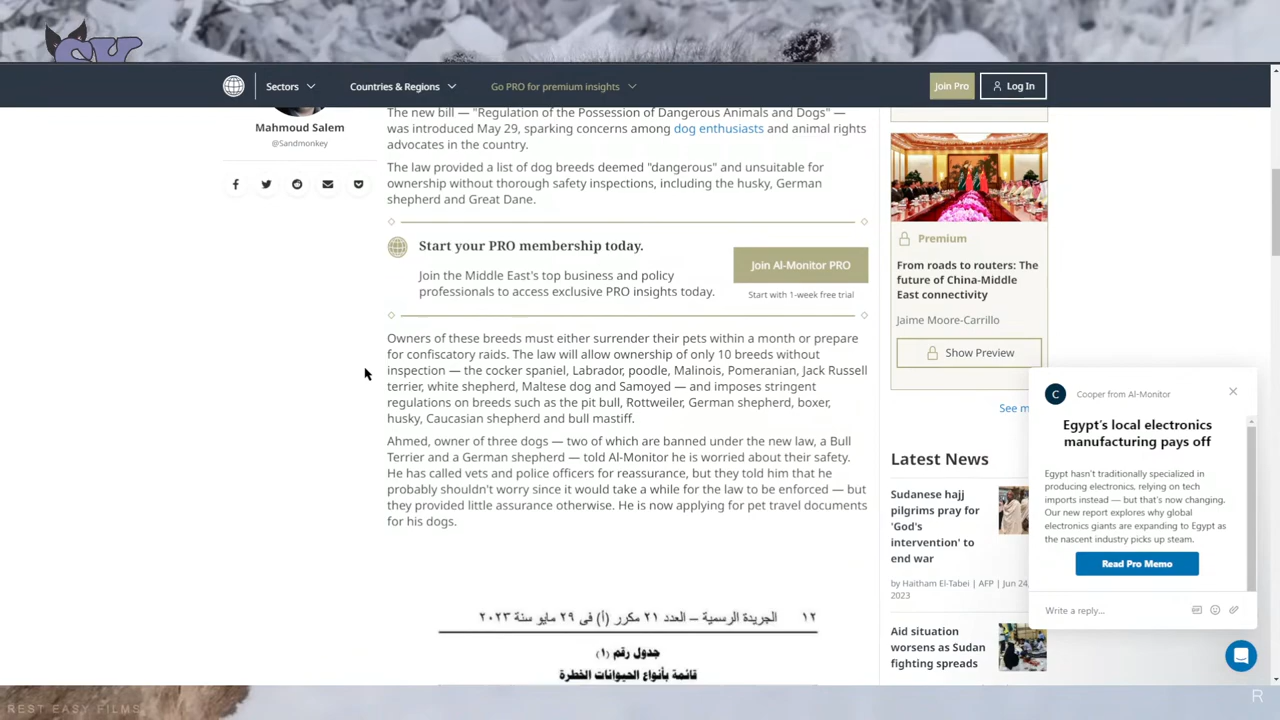 CV
Sectors
Countries & Regions
Go PRO for premium insights
Join Pro
Log In
Mahmoud Salem
@Sandmonkey
The new bill — "Regulation of the Possession of Dangerous Animals and Dogs" —
was introduced May 29, sparking concerns among dog enthusiasts and animal rights
advocates in the country.
The law provided a list of dog breeds deemed "dangerous" and unsuitable for
ownership without thorough safety inspections, including the husky, German
shepherd and Great Dane.
Start your PRO membership today.
Join the Middle East's top business and policy
professionals to access exclusive PRO insights today.
Join Al-Monitor PRO
Start with 1-week free trial
Owners of these breeds must either surrender their pets within a month or prepare
for confiscatory raids. The law will allow ownership of only 10 breeds without
inspection — the cocker spaniel, Labrador, poodle, Malinois, Pomeranian, Jack Russell
terrier, white shepherd, Maltese dog and Samoyed — and imposes stringent
regulations on breeds such as the pit bull, Rottweiler, German shepherd, boxer,
husky, Caucasian shepherd and bull mastiff.
Ahmed, owner of three dogs — two of which are banned under the new law, a Bull
Terrier and a German shepherd — told Al-Monitor he is worried about their safety.
He has called vets and police officers for reassurance, but they told him that he
probably shouldn't worry since it would take a while for the law to be enforced — but
they provided little assurance otherwise. He is now applying for pet travel documents
for his dogs.
١٢ الجريدة الرسمية – العدد ٢١ مكرر (أ) فى ٢٩ مايو سنة ٢٠٢٣
جدول رقم (١)
قائمة بأنواع الحيوانات الخطرة
Premium
From roads to routers: The
future of China-Middle
East connectivity
Jaime Moore-Carrillo
Show Preview
See m
Latest News
Sudanese hajj
pilgrims pray for
'God's
intervention' to
end war
by Haitham El-Tabei | AFP | Jun 24,
2023
Aid situation
worsens as Sudan
fighting spreads
C
Cooper from Al-Monitor
Egypt's local electronics
manufacturing pays off
Egypt hasn't traditionally specialized in
producing electronics, relying on tech
imports instead — but that's now changing.
Our new report explores why global
electronics giants are expanding to Egypt as
the nascent industry picks up steam.
Read Pro Memo
Write a reply...
GIF
REST EASY FILMS
R